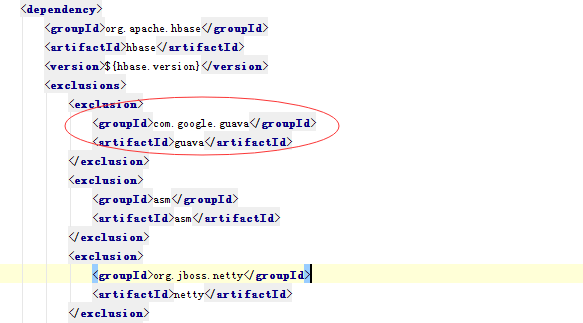 <dependency>
<groupId>org.apache.hbase</groupId>
<artifactId>hbase</artifactId>
<version>${hbase.version}</version>
<exclusions>
<exclusion>
<groupId>com.google.guava</groupId>
<artifactId>guava</artifactId>
</exclusion>
<exclusion>
<groupId>asm</groupId>
<artifactId>asm</artifactId>
</exclusion>
<exclusion>
<groupId>org.jboss.netty</groupId>
<artifactId>netty</artifactId>
</exclusion>